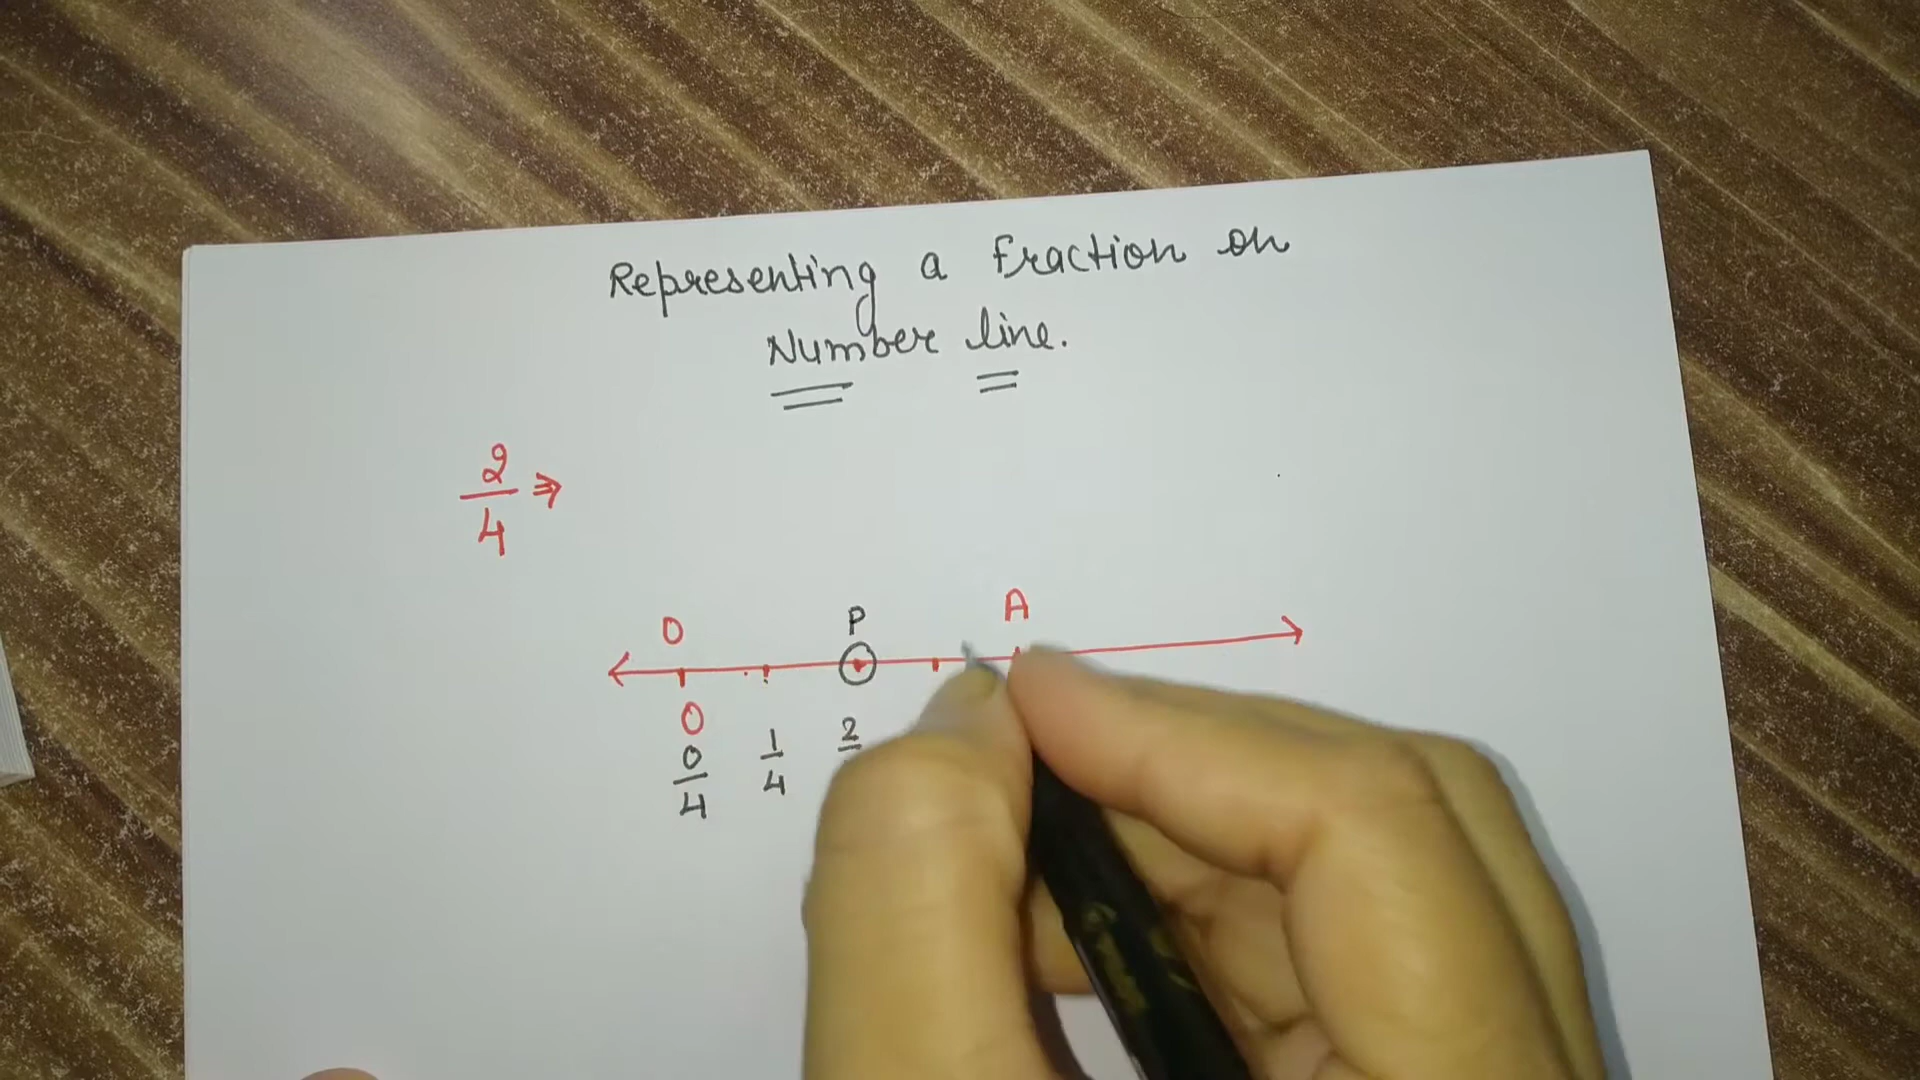 Representing a fraction on
Number line.
2/4 ⇒
O P A
0
0/4 1/4 2